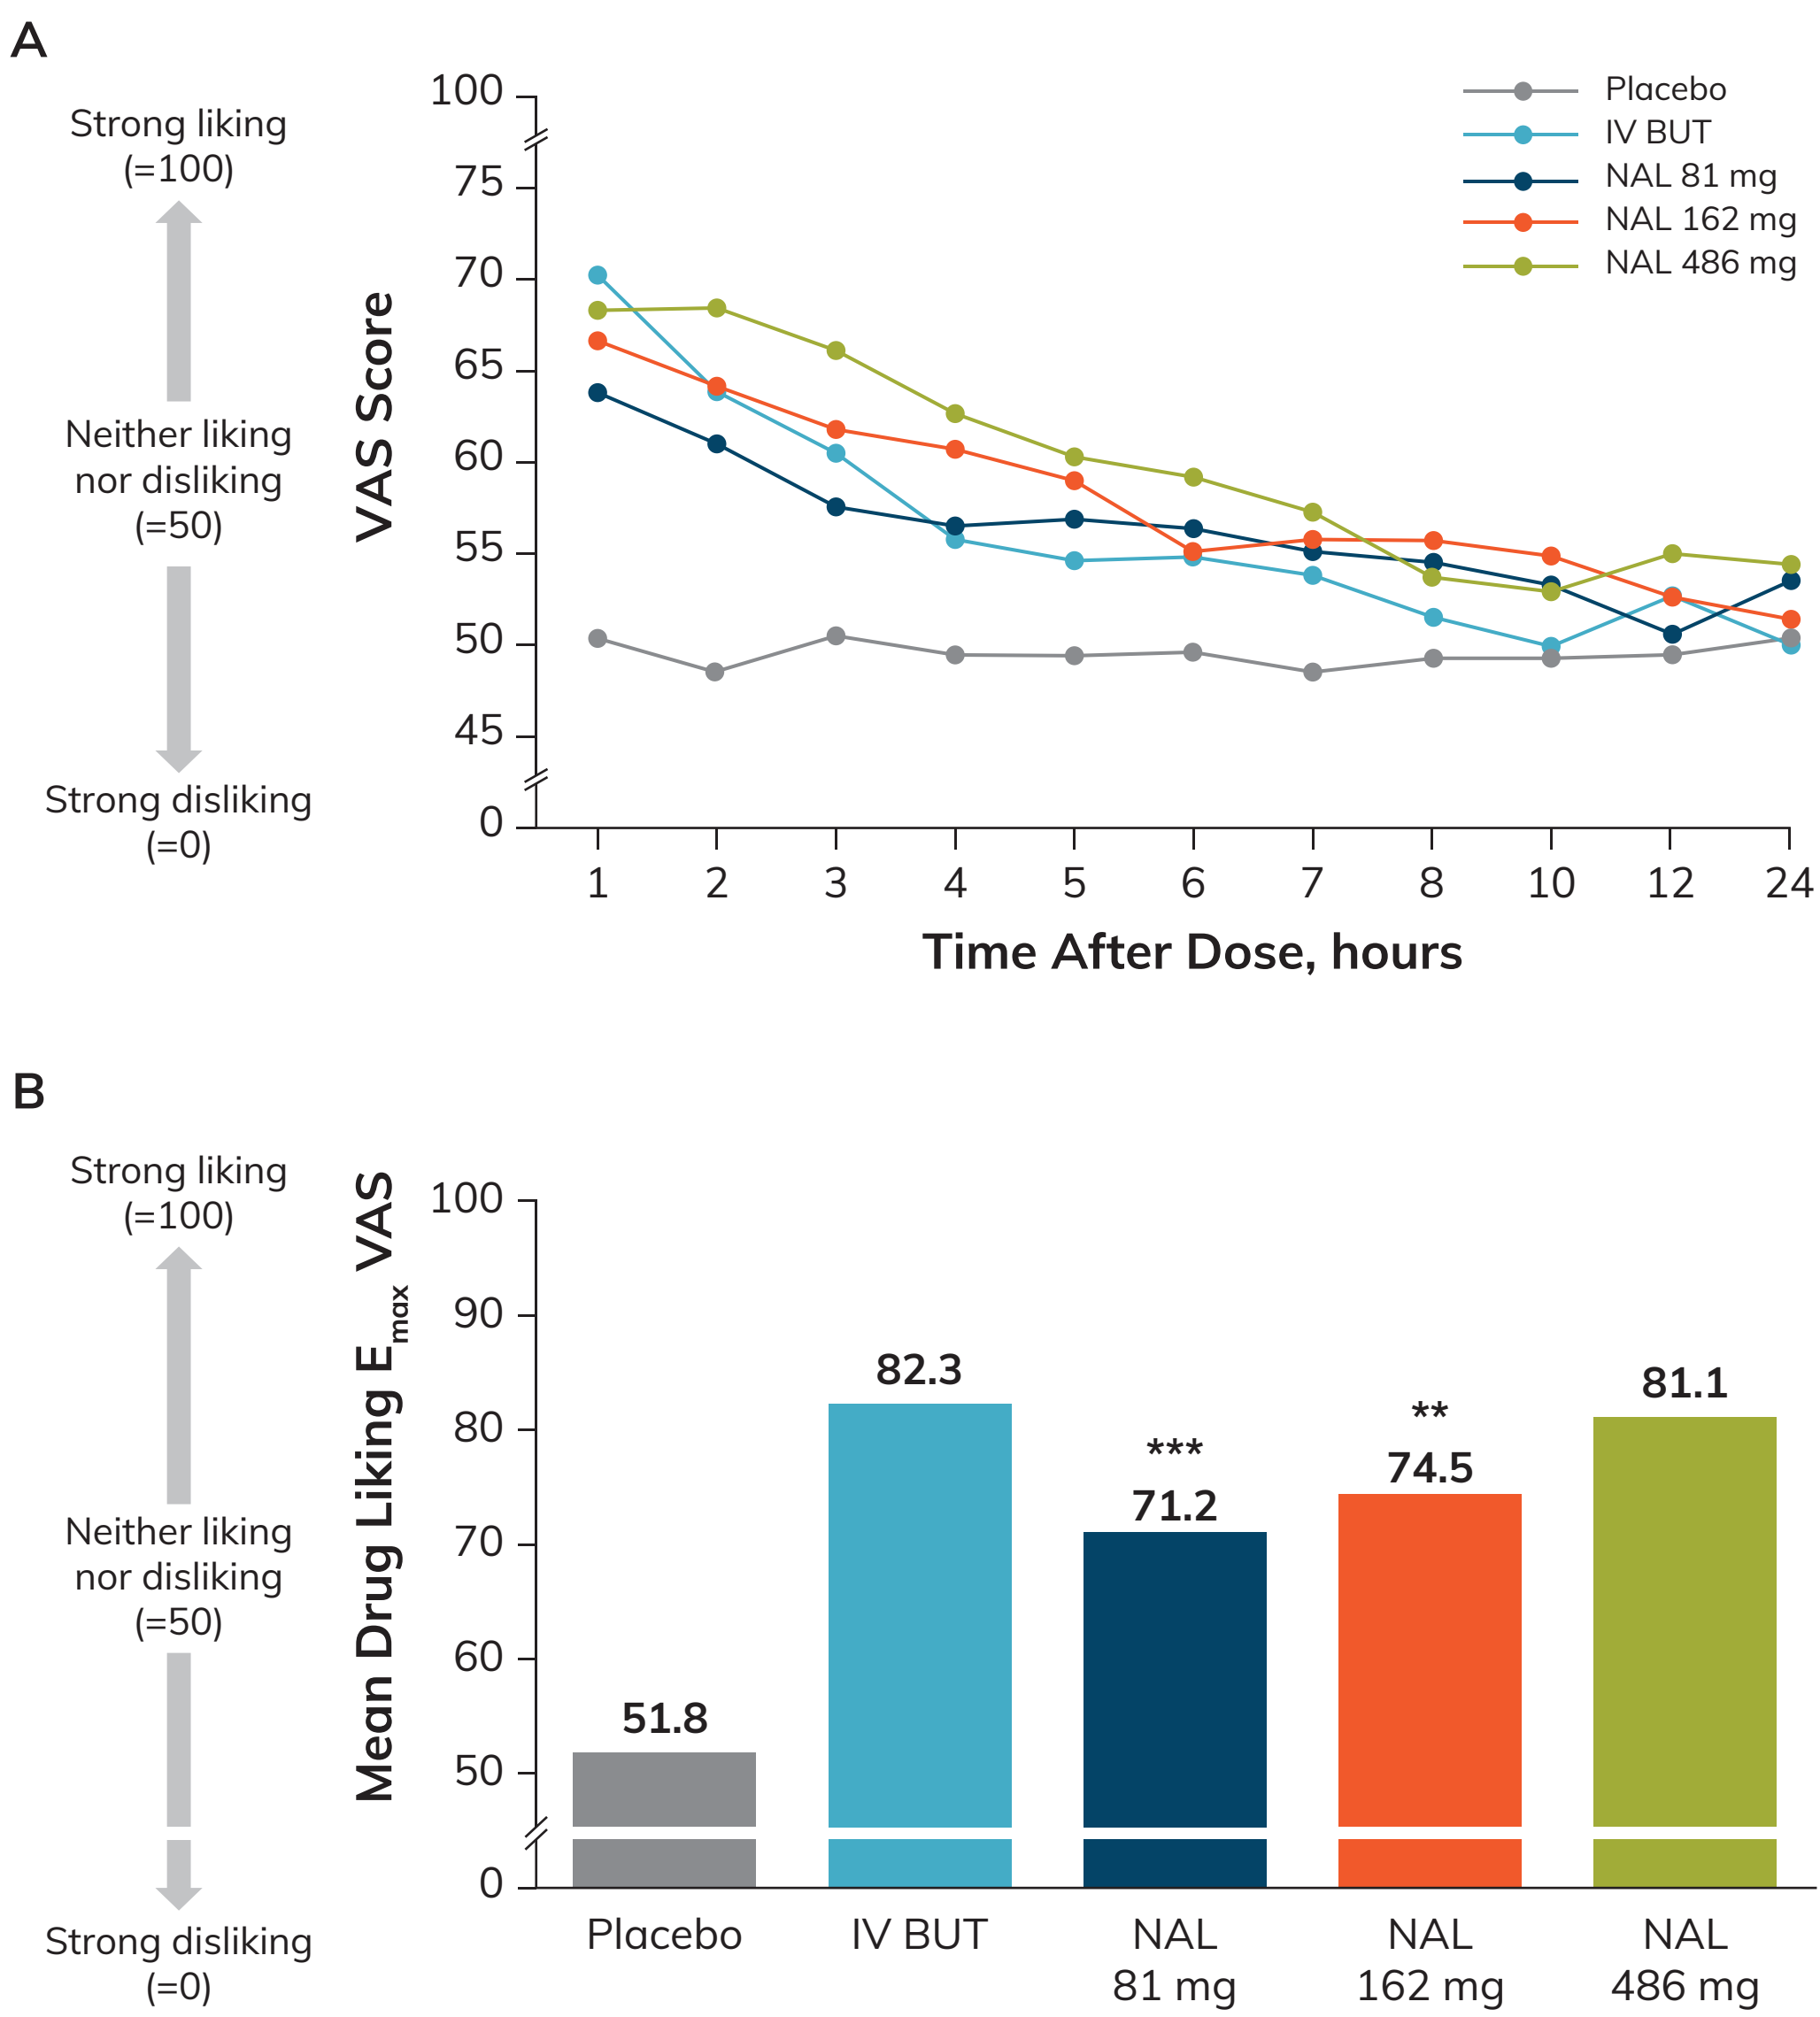 A
Strong liking
(=100)
Neither liking
nor disliking
(=50)
Strong disliking
(=0)
VAS Score
100
75
70
65
60
55
50
45
0
1 2 3 4 5 6 7 8 10 12 24
Time After Dose, hours
Placebo
IV BUT
NAL 81 mg
NAL 162 mg
NAL 486 mg
B
Strong liking
(=100)
Neither liking
nor disliking
(=50)
Strong disliking
(=0)
Mean Drug Liking Emax VAS
100
90
80
70
60
50
0
51.8
82.3
***
71.2
**
74.5
81.1
Placebo
IV BUT
NAL
81 mg
NAL
162 mg
NAL
486 mg